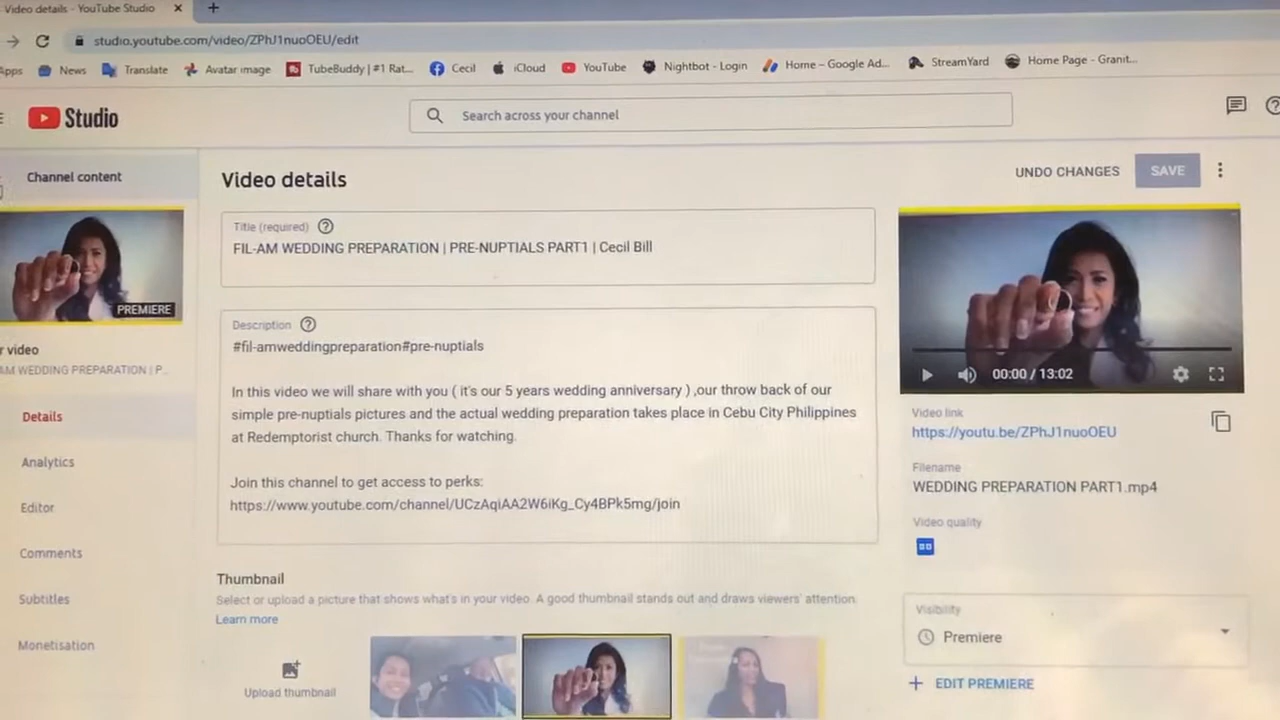 Video details - YouTube Studio
studio.youtube.com/video/ZPhJ1nuoOEU/edit
Apps News Translate Avatar image TubeBuddy | #1 Rat... Cecil iCloud YouTube Nightbot - Login Home – Google Ad... StreamYard Home Page - Granit...
Studio
Search across your channel
Channel content
Video details
UNDO CHANGES
SAVE
Title (required)
FIL-AM WEDDING PREPARATION | PRE-NUPTIALS PART1 | Cecil Bill
PREMIERE
Description
#fil-amweddingpreparation#pre-nuptials
In this video we will share with you ( it's our 5 years wedding anniversary ) ,our throw back of our
simple pre-nuptials pictures and the actual wedding preparation takes place in Cebu City Philippines
at Redemptorist church. Thanks for watching.
Join this channel to get access to perks:
https://www.youtube.com/channel/UCzAqiAA2W6iKg_Cy4BPk5mg/join
r video
AM WEDDING PREPARATION | P...
Details
Analytics
Editor
Comments
Subtitles
Monetisation
00:00 / 13:02
Video link
https://youtu.be/ZPhJ1nuoOEU
Filename
WEDDING PREPARATION PART1.mp4
Video quality
Thumbnail
Select or upload a picture that shows what's in your video. A good thumbnail stands out and draws viewers' attention.
Learn more
Upload thumbnail
Visibility
Premiere
EDIT PREMIERE